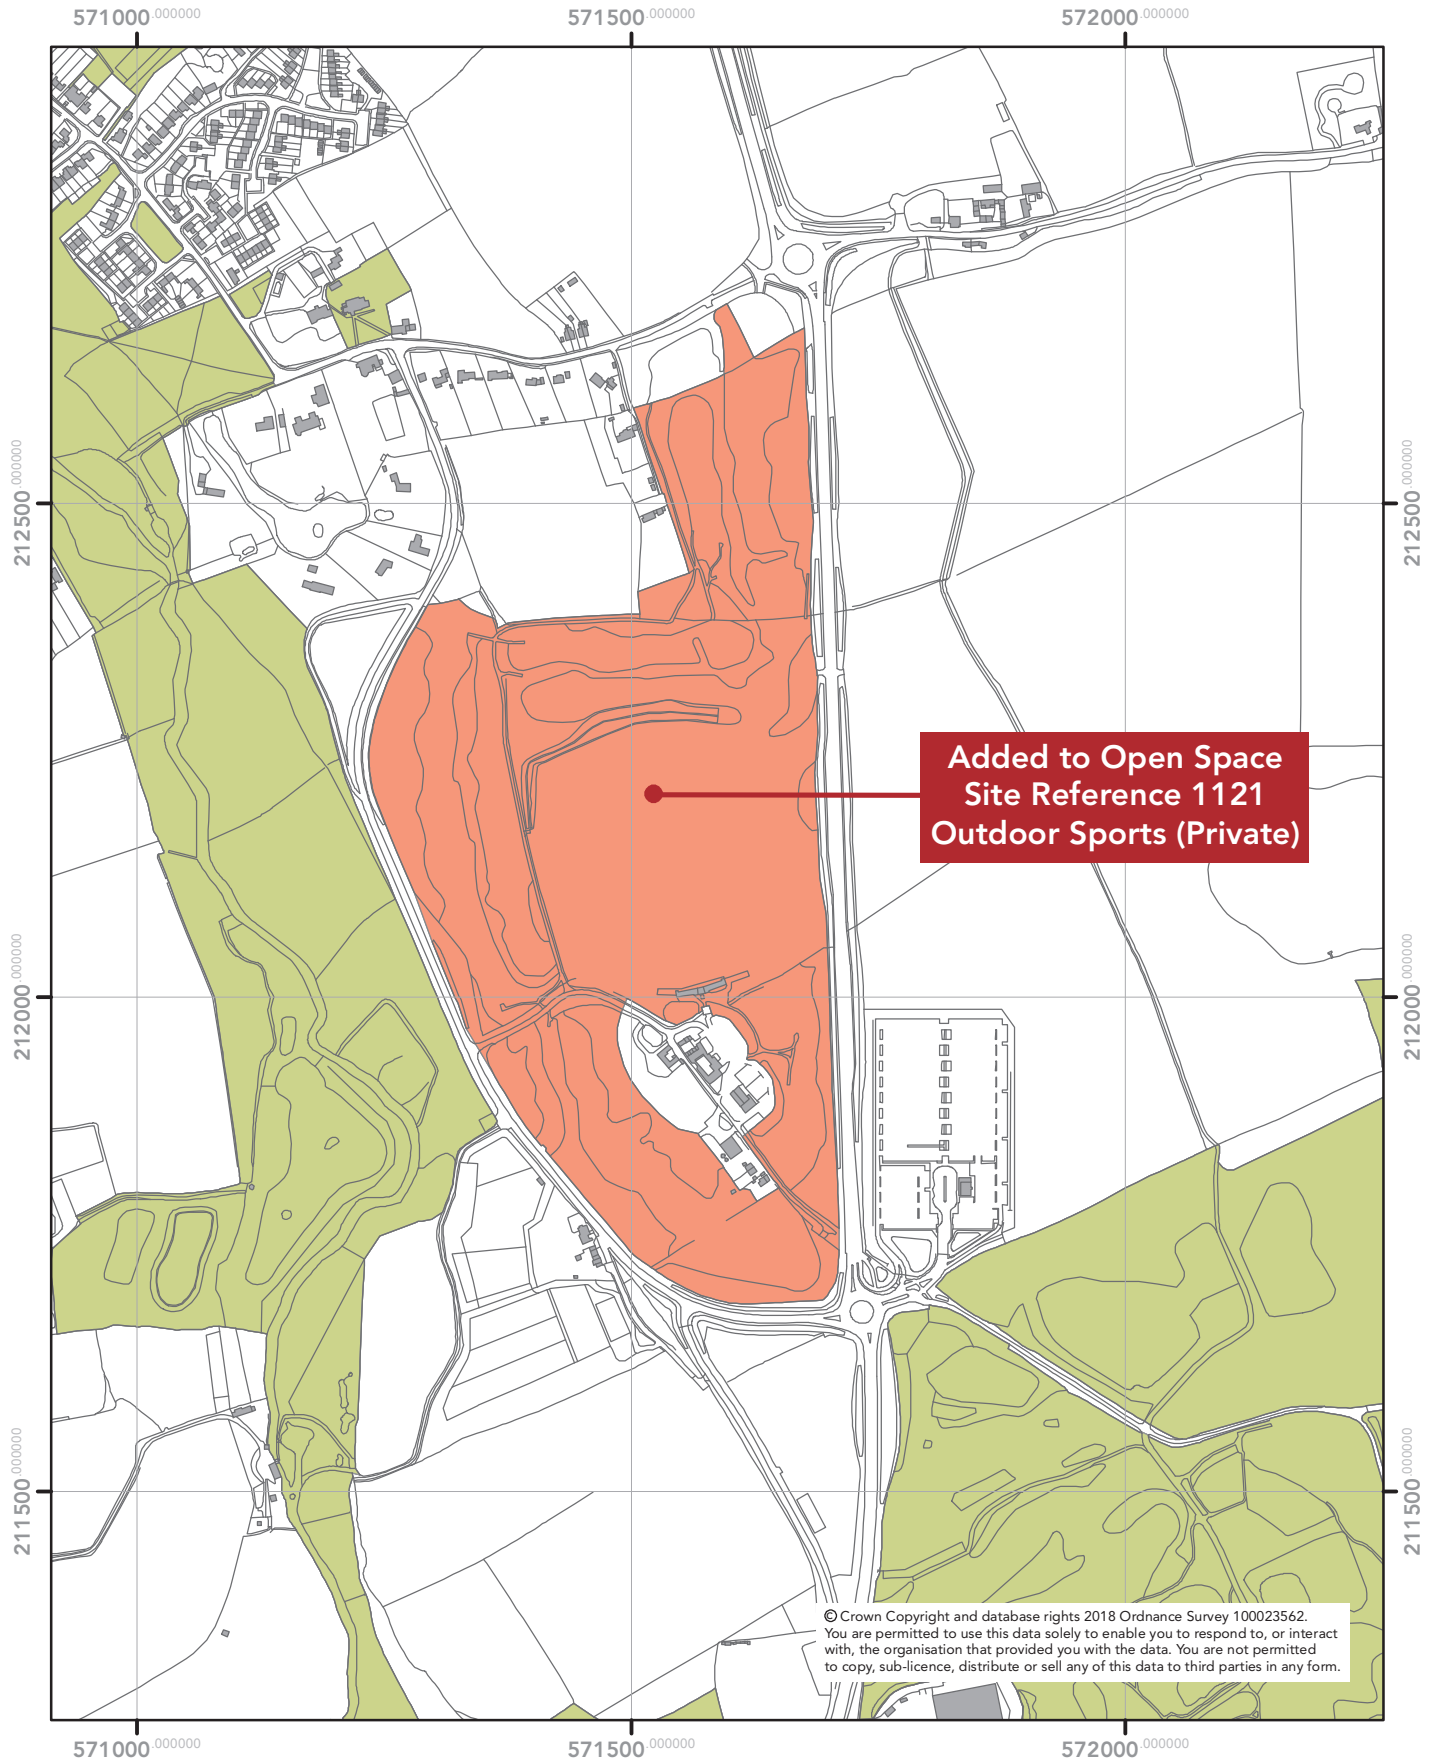 571000.000000 571500.000000 572000.000000
212500.000000 212500.000000
Added to Open Space
Site Reference 1121
Outdoor Sports (Private)
212000.000000 212000.000000
211500.000000 211500.000000
© Crown Copyright and database rights 2018 Ordnance Survey 100023562.
You are permitted to use this data solely to enable you to respond to, or interact
with, the organisation that provided you with the data. You are not permitted
to copy, sub-licence, distribute or sell any of this data to third parties in any form.
571000.000000 571500.000000 572000.000000